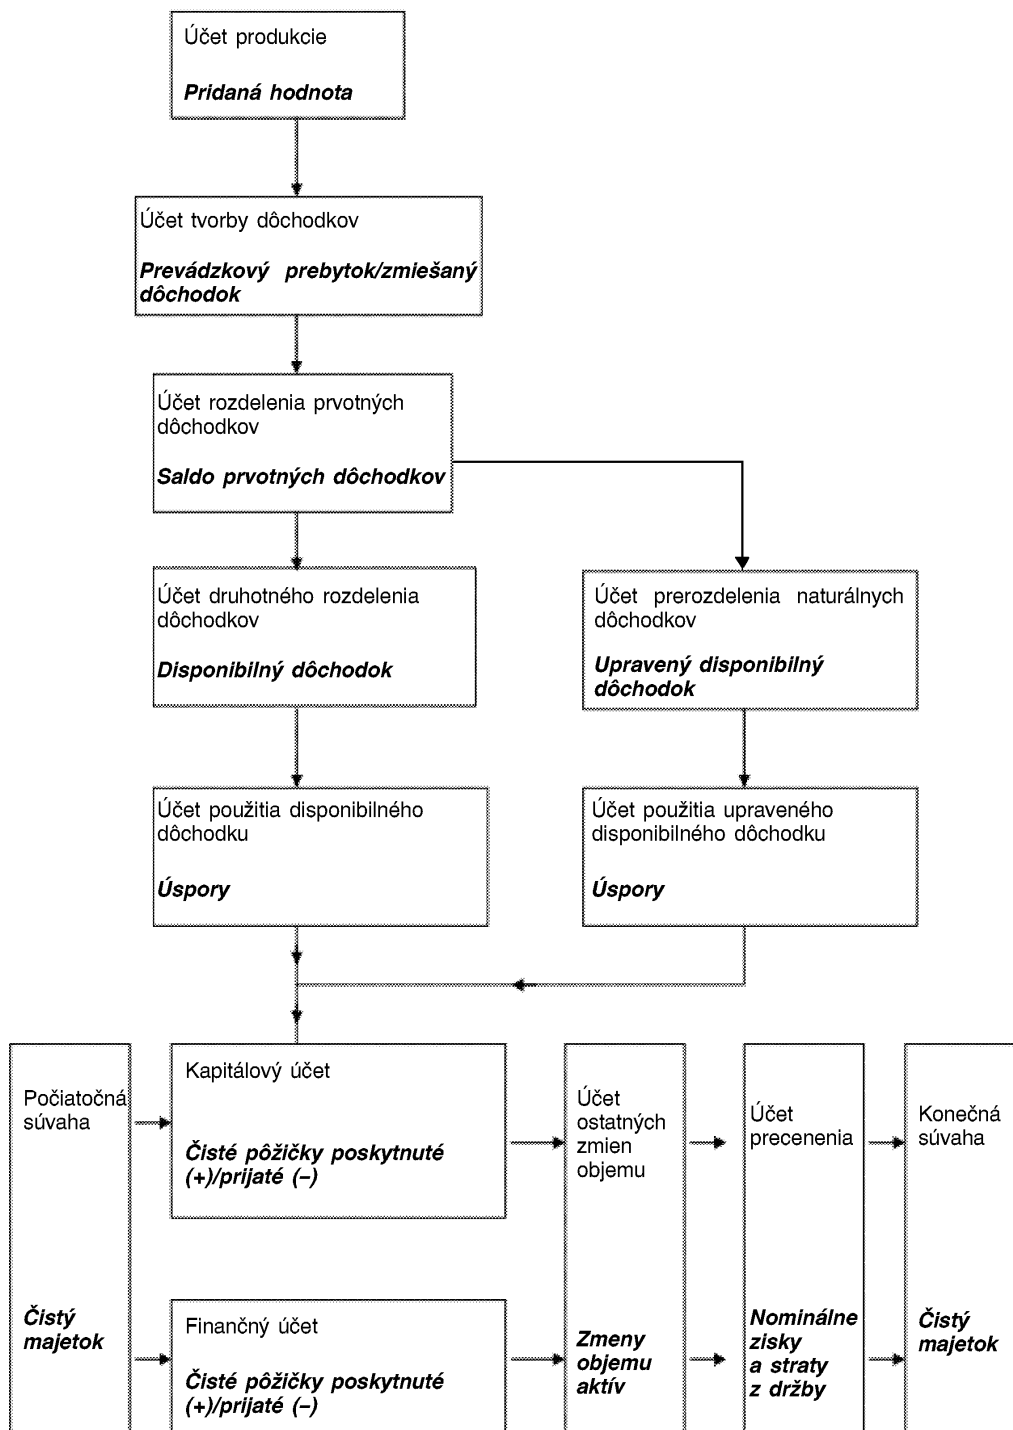 Účet produkcie
Pridaná hodnota
Účet tvorby dôchodkov
Prevádzkový prebytok/zmiešaný
dôchodok
Účet rozdelenia prvotných
dôchodkov
Saldo prvotných dôchodkov
Účet druhotného rozdelenia
dôchodkov
Disponibilný dôchodok
Účet prerozdelenia naturálnych
dôchodkov
Upravený disponibilný
dôchodok
Účet použitia disponibilného
dôchodku
Úspory
Účet použitia upraveného
disponibilného dôchodku
Úspory
Počiatočná
súvaha
Čistý
majetok
Kapitálový účet
Čisté pôžičky poskytnuté
(+)/prijaté (–)
Finančný účet
Čisté pôžičky poskytnuté
(+)/prijaté (–)
Účet
ostatných
zmien
objemu
Zmeny
objemu
aktív
Účet
precenenia
Nominálne
zisky
a straty
z držby
Konečná
súvaha
Čistý
majetok